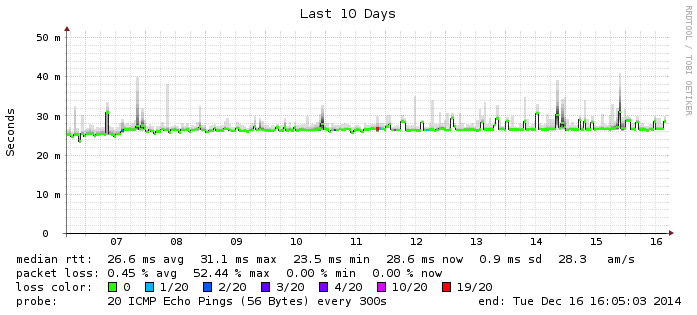 Last 10 Days
RRDTOOL / TOBI OETIKER
Seconds
50 m
40 m
30 m
20 m
10 m
0
07 08 09 10 11 12 13 14 15 16
median rtt: 26.6 ms avg 31.1 ms max 23.5 ms min 28.6 ms now 0.9 ms sd 28.3 am/s
packet loss: 0.45 % avg 52.44 % max 0.00 % min 0.00 % now
loss color: 0 1/20 2/20 3/20 4/20 10/20 19/20
probe: 20 ICMP Echo Pings (56 Bytes) every 300s end: Tue Dec 16 16:05:03 2014